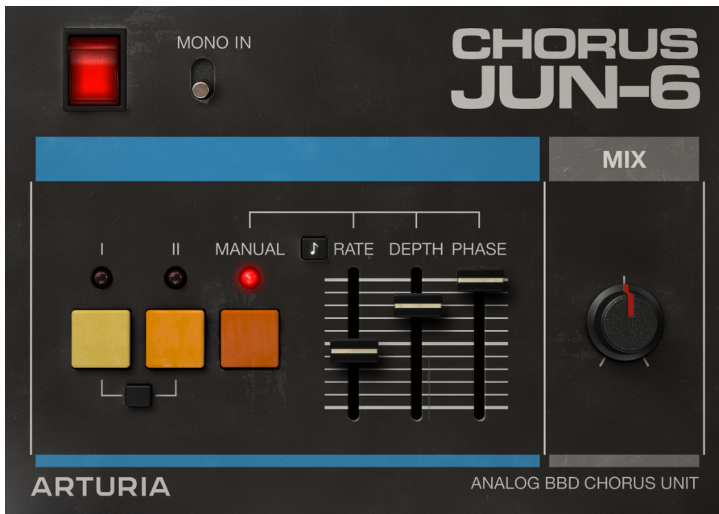 MONO IN
CHORUS
JUN-6
MIX
I II MANUAL ♪ RATE DEPTH PHASE
ARTURIA
ANALOG BBD CHORUS UNIT